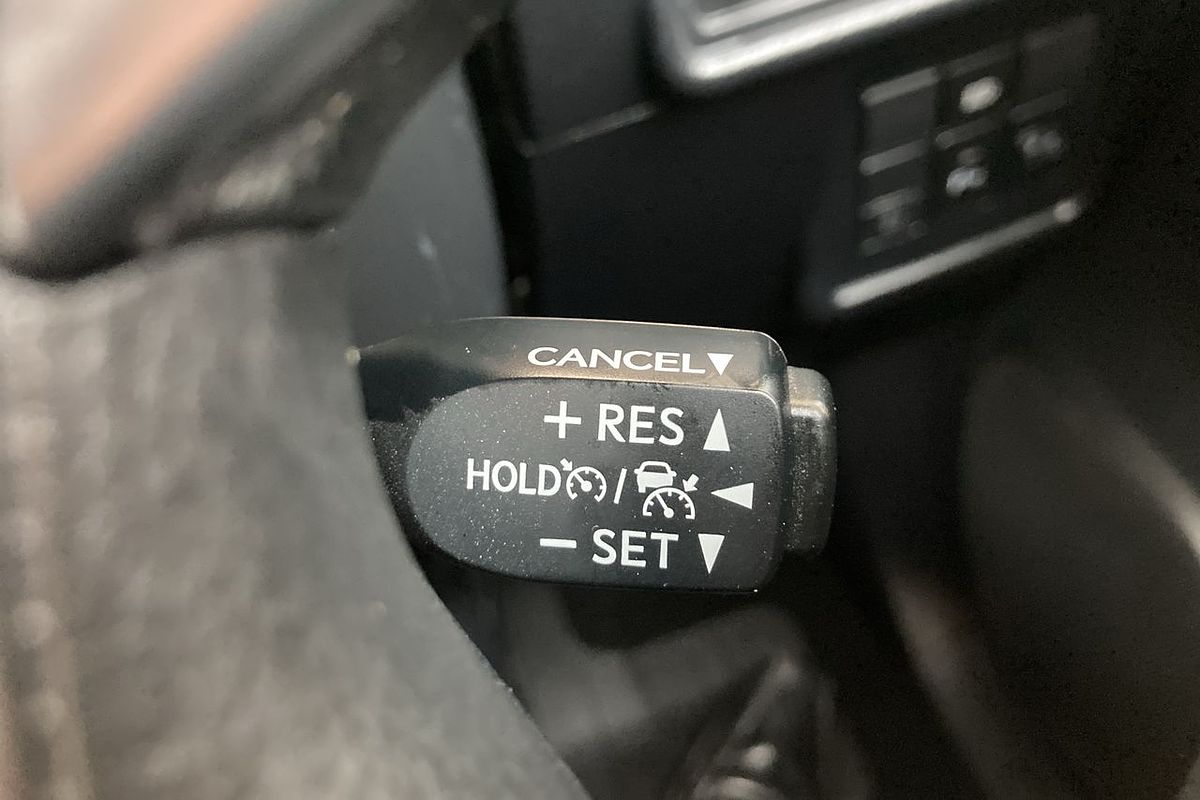 CANCEL▼
+ RES ▲
HOLD / ◀
− SET ▼